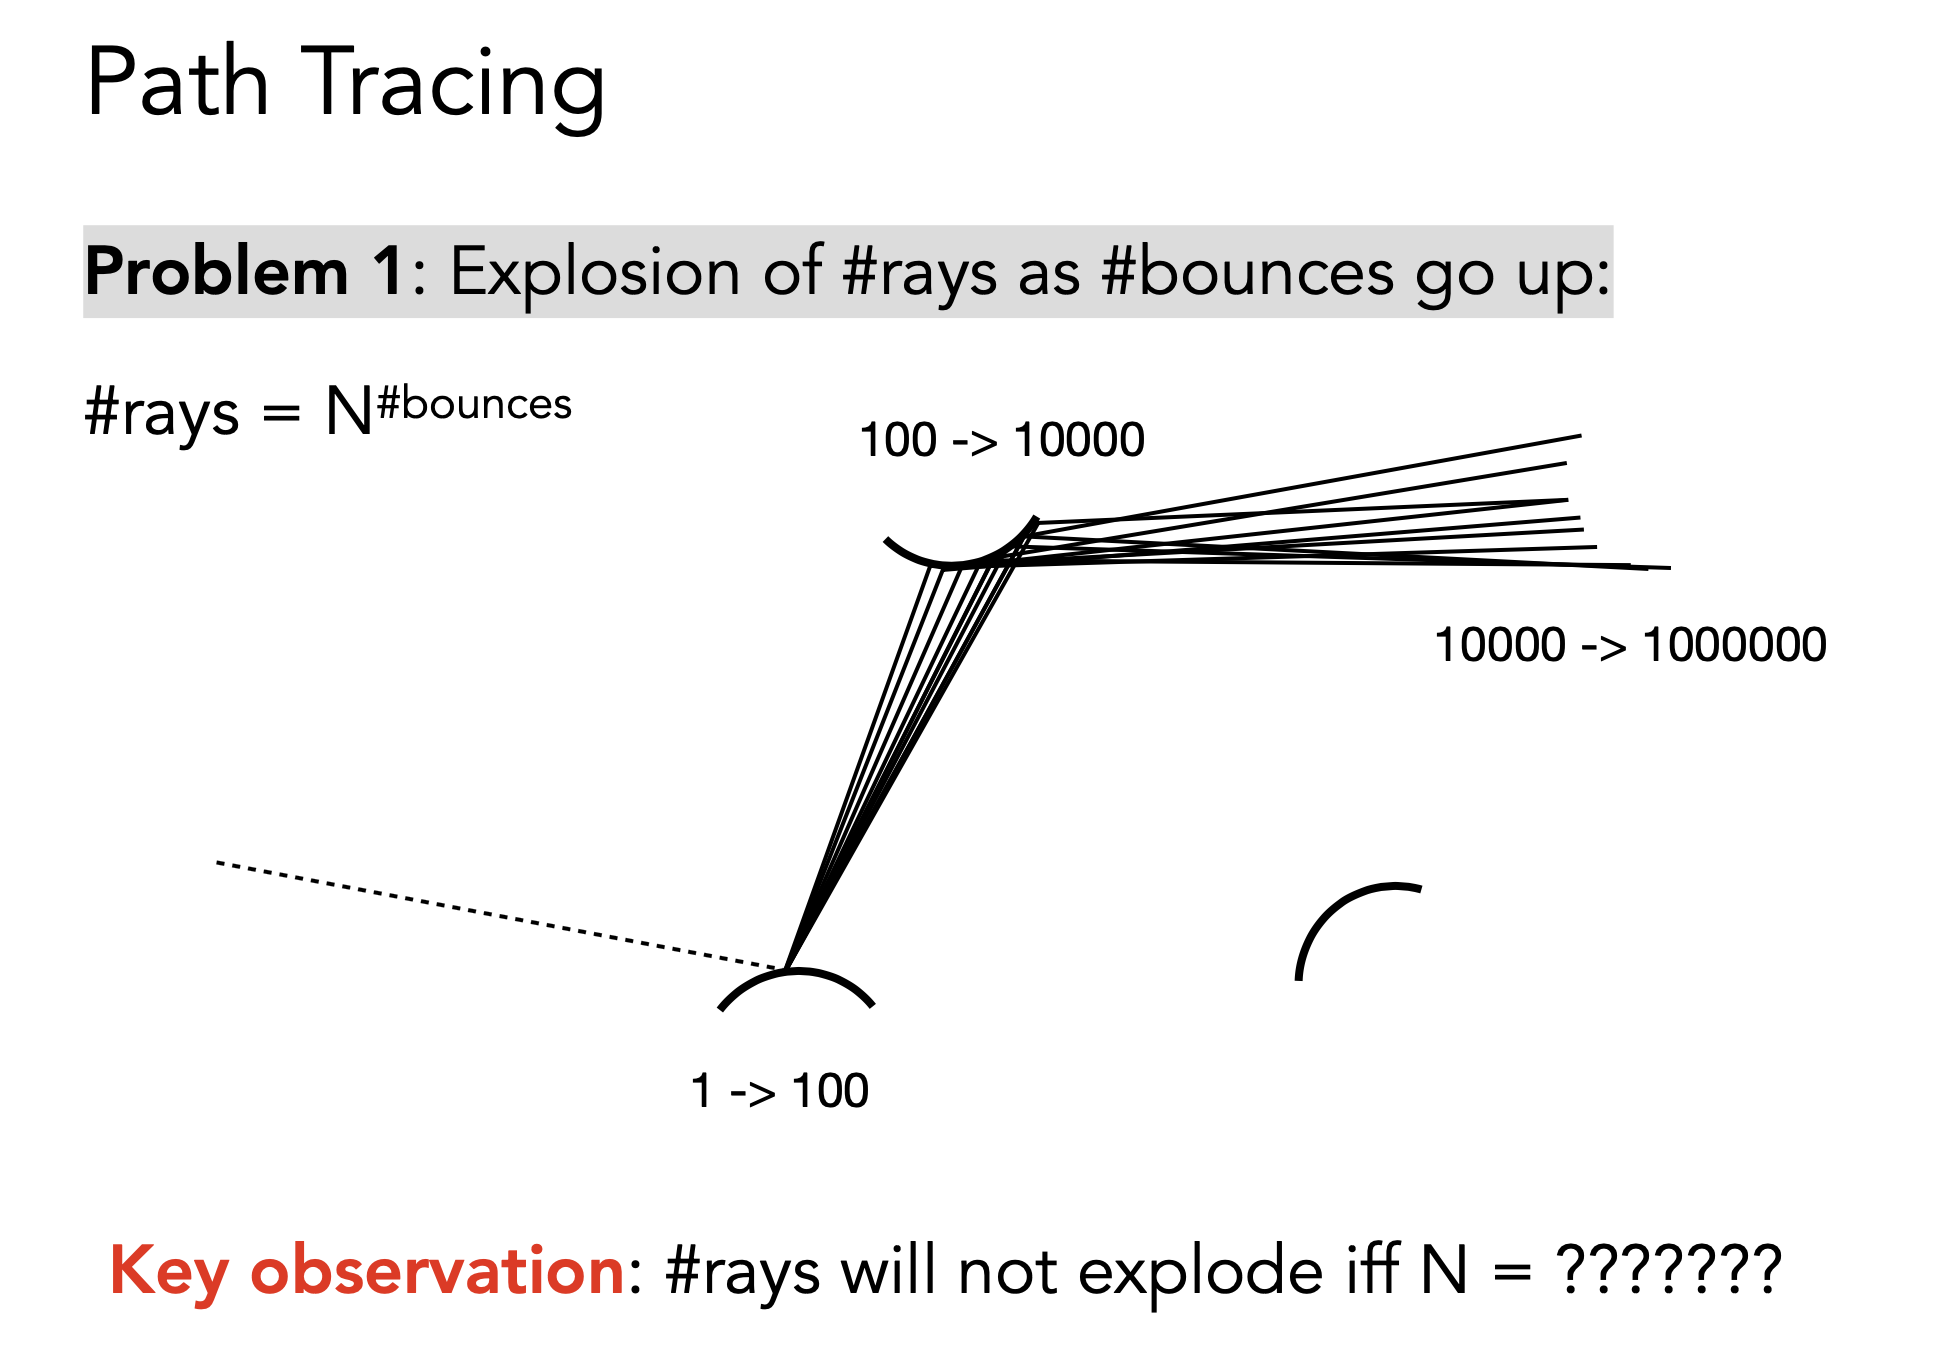 Path Tracing
Problem 1: Explosion of #rays as #bounces go up:
#rays = N^#bounces
100 -> 10000
10000 -> 1000000
1 -> 100
Key observation: #rays will not explode iff N = ???????